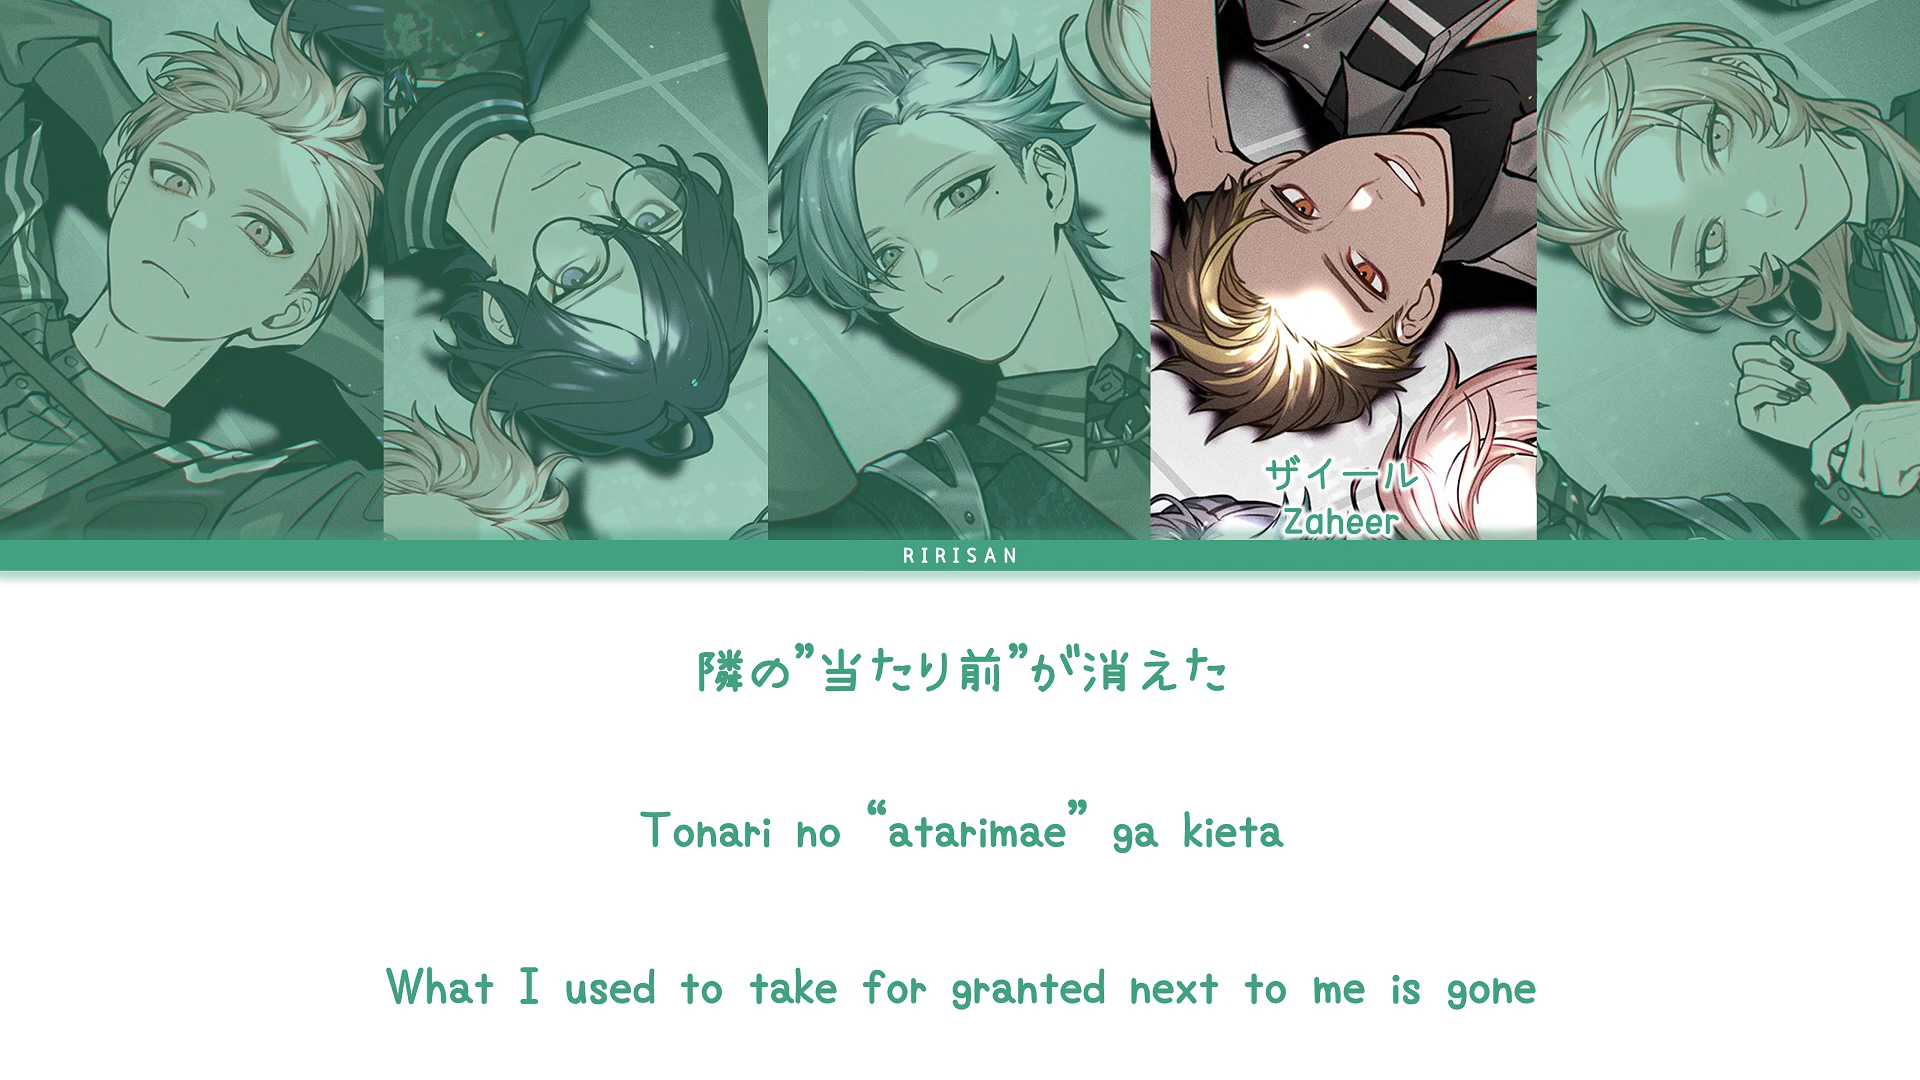 ザイール
Zaheer
RIRISAN
隣の”当たり前”が消えた
Tonari no “atarimae” ga kieta
What I used to take for granted next to me is gone